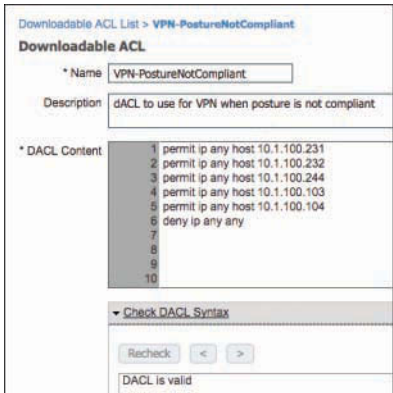 Downloadable ACL List > VPN-PostureNotCompliant
Downloadable ACL
* Name VPN-PostureNotCompliant
Description dACL to use for VPN when posture is not compliant
* DACL Content
1 permit ip any host 10.1.100.231
2 permit ip any host 10.1.100.232
3 permit ip any host 10.1.100.244
4 permit ip any host 10.1.100.103
5 permit ip any host 10.1.100.104
6 deny ip any any
7
8
9
10
Check DACL Syntax
Recheck < >
DACL is valid